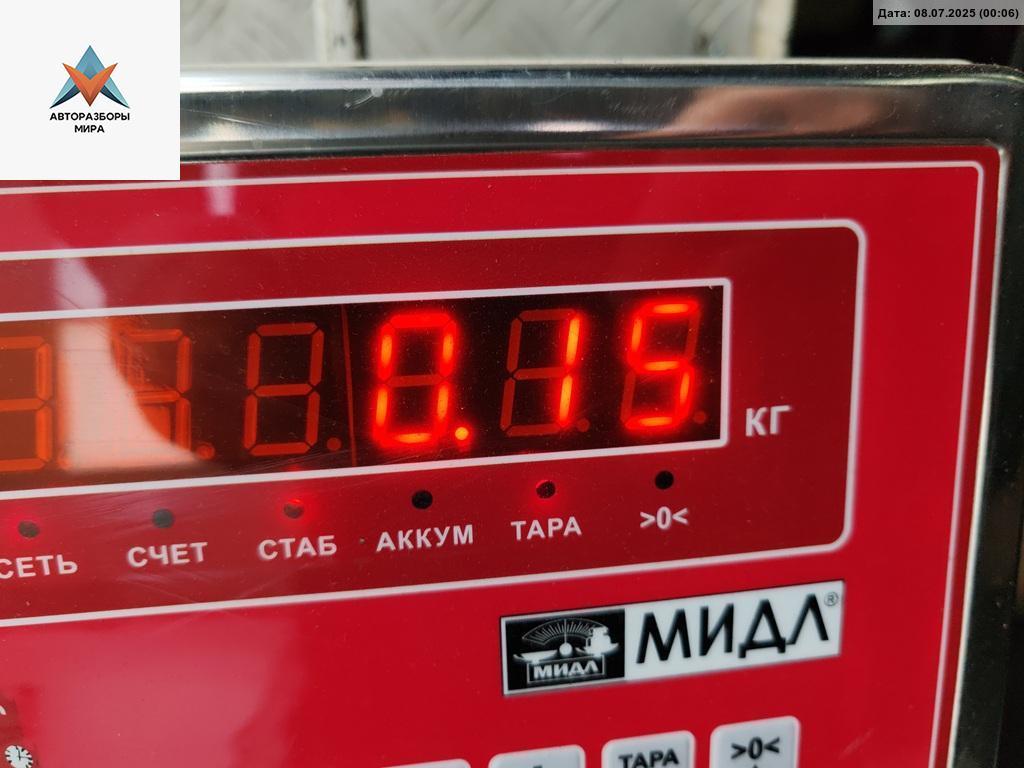 Дата: 08.07.2025 (00:06)
АВТОРАЗБОРЫ
МИРА
0.15
КГ
СЕТЬ СЧЕТ СТАБ АККУМ ТАРА >0<
МИДЛ МИДЛ®
ТАРА >0<